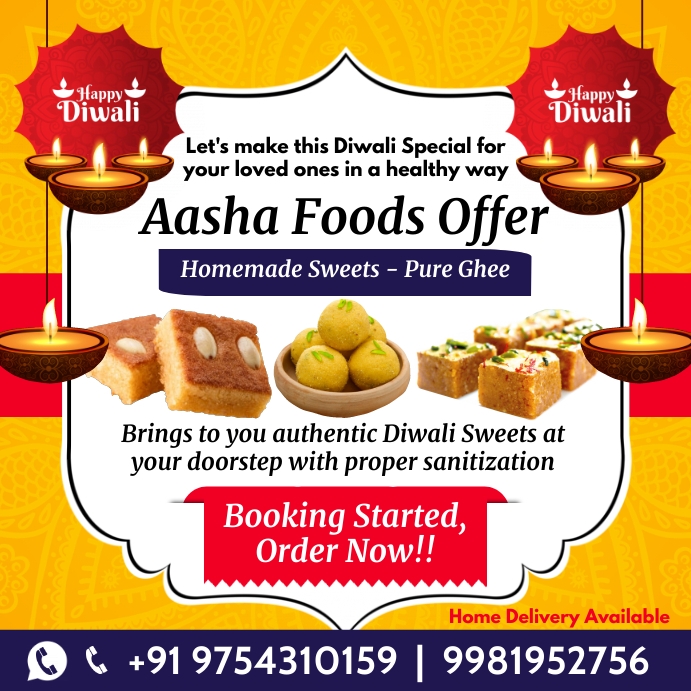 Happy
Diwali
Happy
Diwali
Let's make this Diwali Special for
your loved ones in a healthy way
Aasha Foods Offer
Homemade Sweets - Pure Ghee
Brings to you authentic Diwali Sweets at
your doorstep with proper sanitization
Booking Started,
Order Now!!
Home Delivery Available
+91 9754310159 | 9981952756